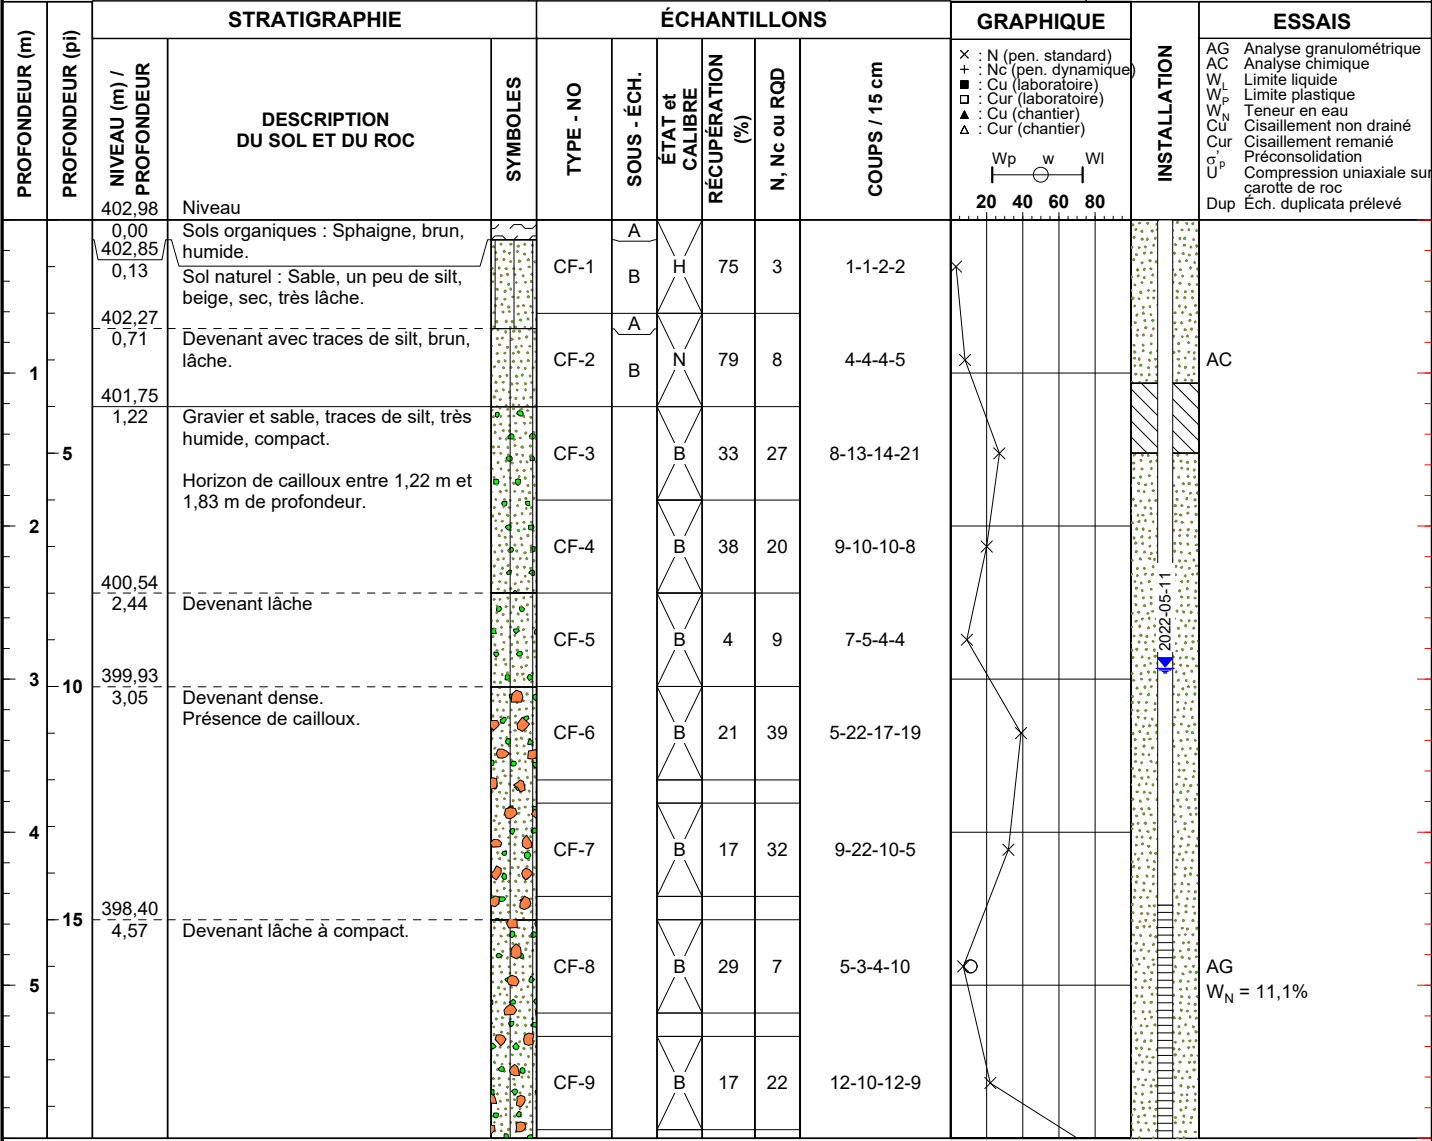 STRATIGRAPHIE
ÉCHANTILLONS
GRAPHIQUE
ESSAIS
PROFONDEUR (m)
PROFONDEUR (pi)
NIVEAU (m) / PROFONDEUR
DESCRIPTION
DU SOL ET DU ROC
SYMBOLES
TYPE - NO
SOUS - ÉCH.
ÉTAT et CALIBRE
RÉCUPÉRATION (%)
N, Nc ou RQD
COUPS / 15 cm
× : N (pen. standard)
+ : Nc (pen. dynamique)
■ : Cu (laboratoire)
□ : Cur (laboratoire)
▲ : Cu (chantier)
△ : Cur (chantier)
Wp w Wl
20 40 60 80
INSTALLATION
AG Analyse granulométrique
AC Analyse chimique
W_L Limite liquide
W_P Limite plastique
W_N Teneur en eau
Cu Cisaillement non drainé
Cur Cisaillement remanié
σ'_p Préconsolidation
U Compression uniaxiale sur
carotte de roc
Dup Éch. duplicata prélevé
402,98 Niveau
0,00 Sols organiques : Sphaigne, brun,
402,85 humide.
0,13 Sol naturel : Sable, un peu de silt,
beige, sec, très lâche.
A
CF-1 B H 75 3 1-1-2-2
402,27
0,71 Devenant avec traces de silt, brun,
lâche.
A
CF-2 B N 79 8 4-4-4-5 AC
1
401,75
1,22 Gravier et sable, traces de silt, très
humide, compact.
5 CF-3 B 33 27 8-13-14-21
Horizon de cailloux entre 1,22 m et
1,83 m de profondeur.
2
CF-4 B 38 20 9-10-10-8
400,54
2,44 Devenant lâche
CF-5 B 4 9 7-5-4-4
2022-05-11
399,93
3 10
3,05 Devenant dense.
Présence de cailloux.
CF-6 B 21 39 5-22-17-19
4
CF-7 B 17 32 9-22-10-5
398,40
15
4,57 Devenant lâche à compact.
CF-8 B 29 7 5-3-4-10 AG
5 W_N = 11,1%
CF-9 B 17 22 12-10-12-9